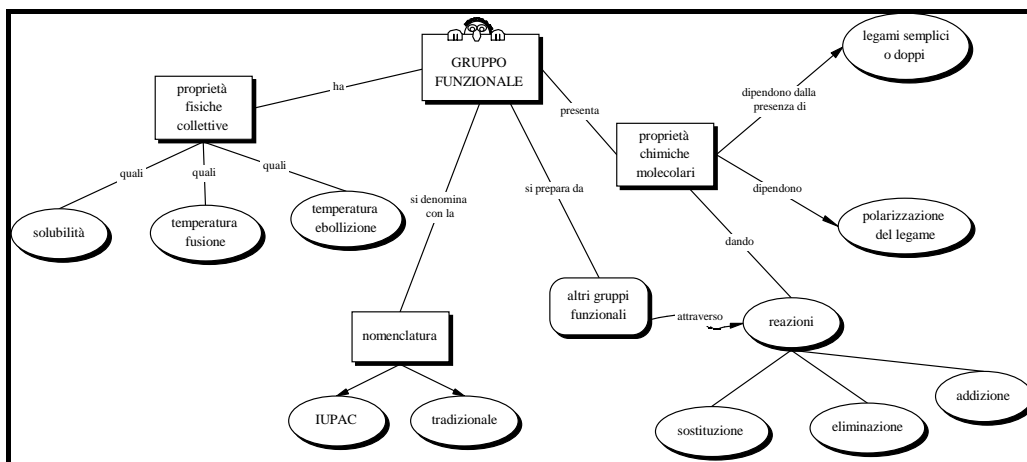 legami semplici
o doppi
GRUPPO
FUNZIONALE
proprietà
fisiche
collettive
ha
dipendono dalla
presenza di
presenta
proprietà
chimiche
molecolari
quali
quali
quali
si denomina
con la
si prepara da
dipendono
solubilità
temperatura
fusione
temperatura
ebollizione
polarizzazione
del legame
dando
altri gruppi
funzionali
attraverso
reazioni
nomenclatura
IUPAC
tradizionale
sostituzione
eliminazione
addizione